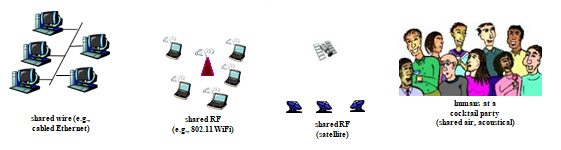 shared wire (e.g.,
cabled Ethernet)
shared RF
(e.g., 802.11 WiFi)
shared RF
(satellite)
humans at a
cocktail party
(shared air, acoustical)